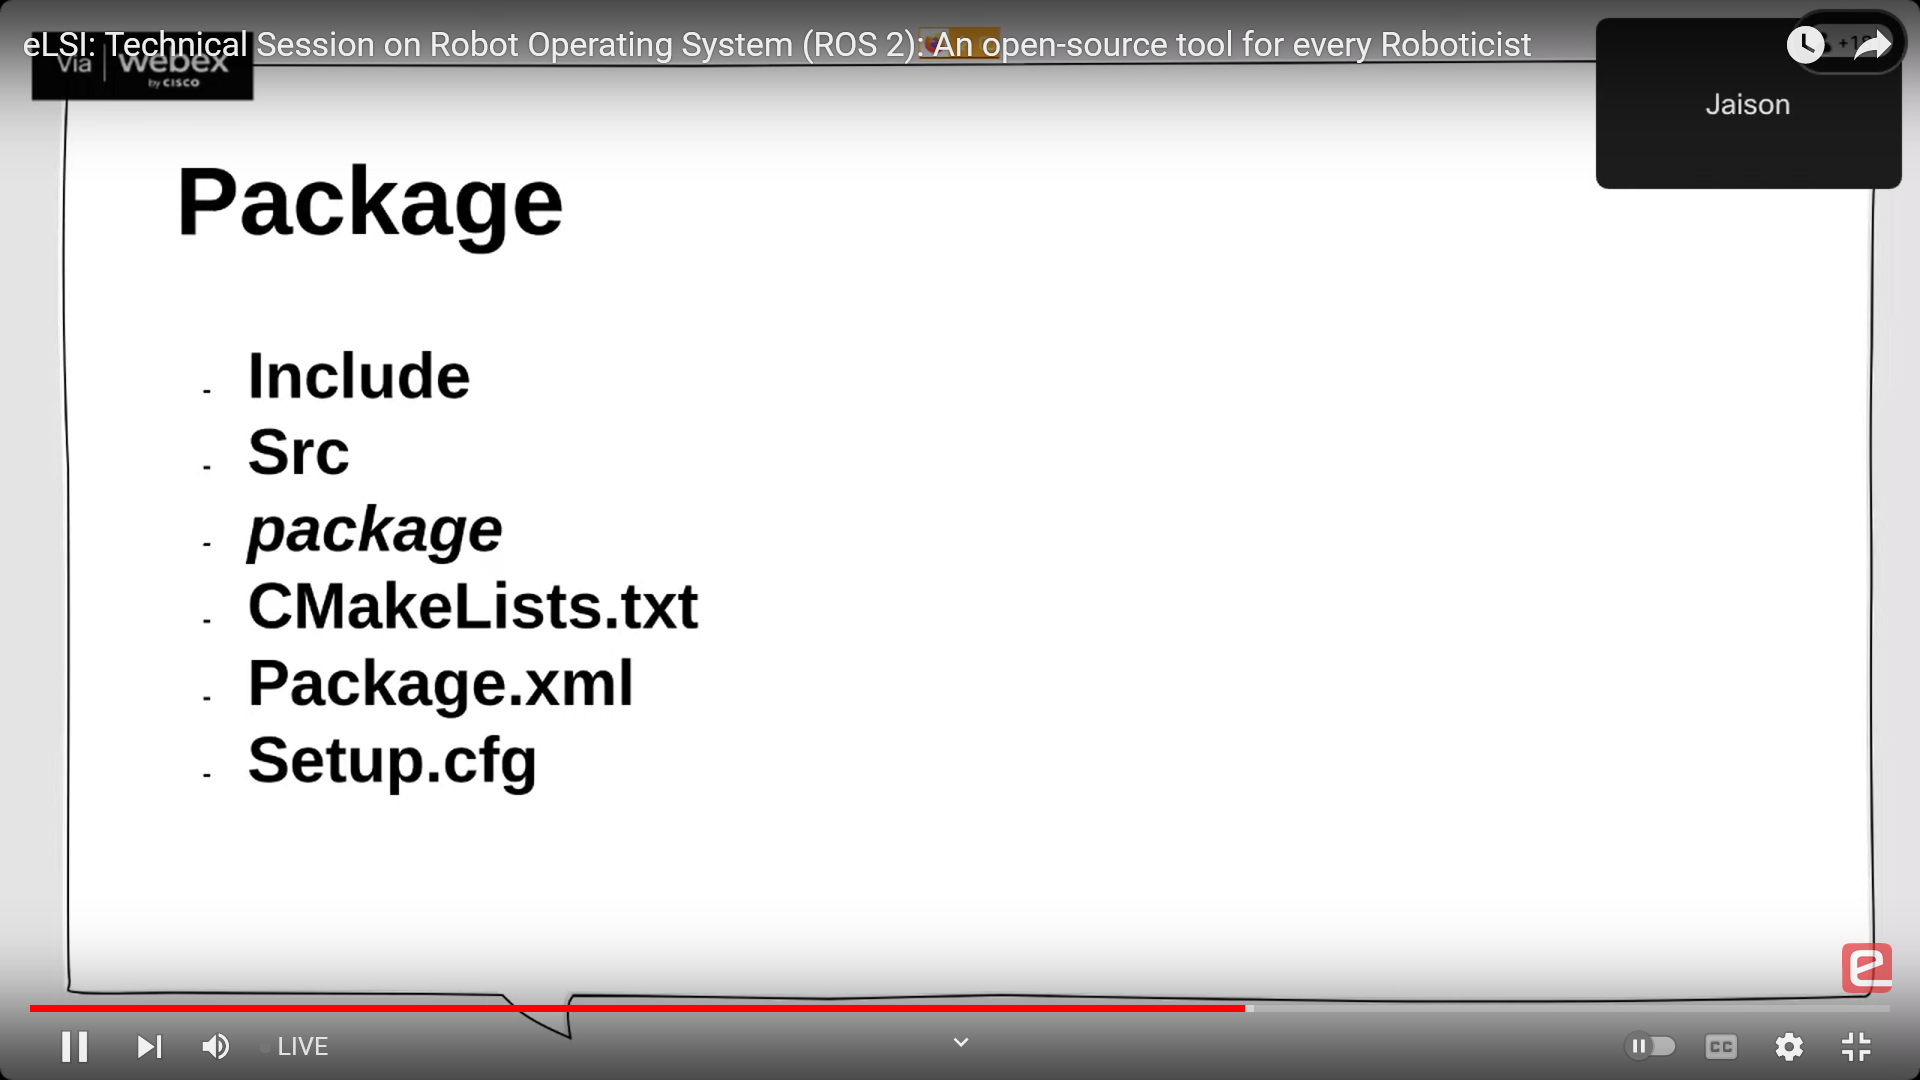 eLSI: Technical Session on Robot Operating System (ROS 2): An open-source tool for every Roboticist
Via webex
by CISCO
Jaison
Package
- Include
- Src
- package
- CMakeLists.txt
- Package.xml
- Setup.cfg
LIVE
CC